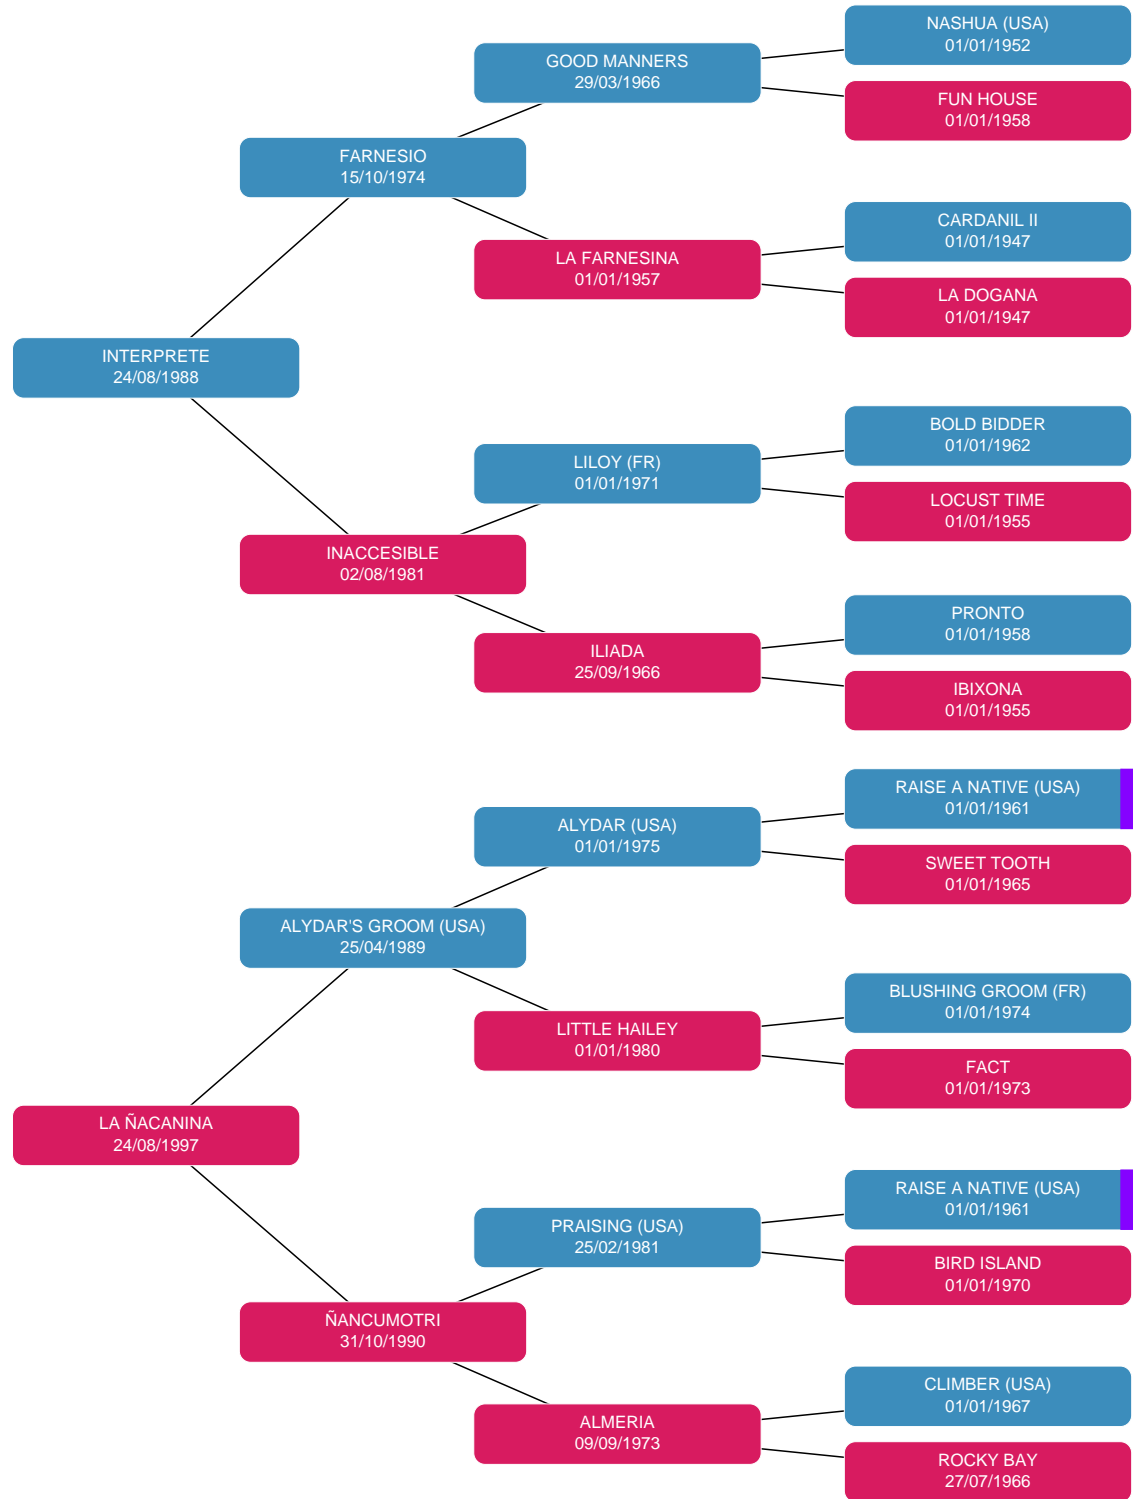 NASHUA (USA)
01/01/1952
GOOD MANNERS
29/03/1966
FUN HOUSE
01/01/1958
FARNESIO
15/10/1974
CARDANIL II
01/01/1947
LA FARNESINA
01/01/1957
LA DOGANA
01/01/1947
INTERPRETE
24/08/1988
BOLD BIDDER
01/01/1962
LILOY (FR)
01/01/1971
LOCUST TIME
01/01/1955
INACCESIBLE
02/08/1981
PRONTO
01/01/1958
ILIADA
25/09/1966
IBIXONA
01/01/1955
RAISE A NATIVE (USA)
01/01/1961
ALYDAR (USA)
01/01/1975
SWEET TOOTH
01/01/1965
ALYDAR'S GROOM (USA)
25/04/1989
BLUSHING GROOM (FR)
01/01/1974
LITTLE HAILEY
01/01/1980
FACT
01/01/1973
LA ÑACANINA
24/08/1997
RAISE A NATIVE (USA)
01/01/1961
PRAISING (USA)
25/02/1981
BIRD ISLAND
01/01/1970
ÑANCUMOTRI
31/10/1990
CLIMBER (USA)
01/01/1967
ALMERIA
09/09/1973
ROCKY BAY
27/07/1966